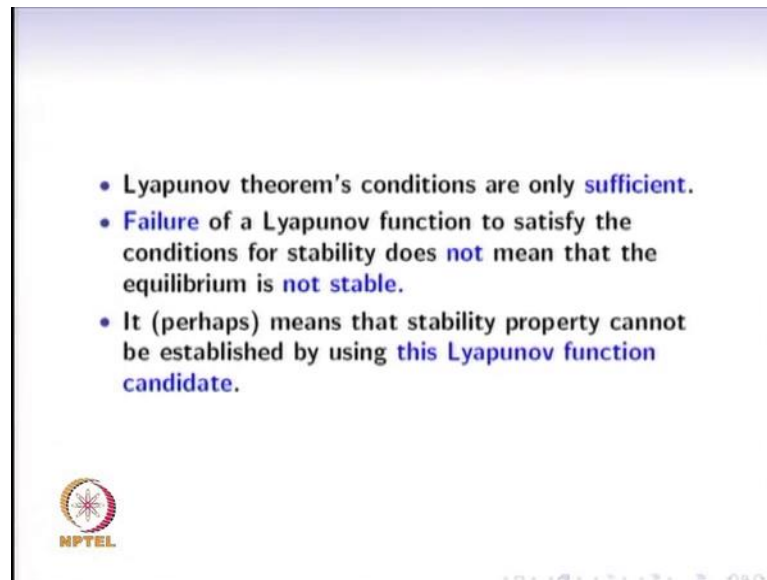 • Lyapunov theorem's conditions are only sufficient.
• Failure of a Lyapunov function to satisfy the
conditions for stability does not mean that the
equilibrium is not stable.
• It (perhaps) means that stability property cannot
be established by using this Lyapunov function
candidate.
NPTEL